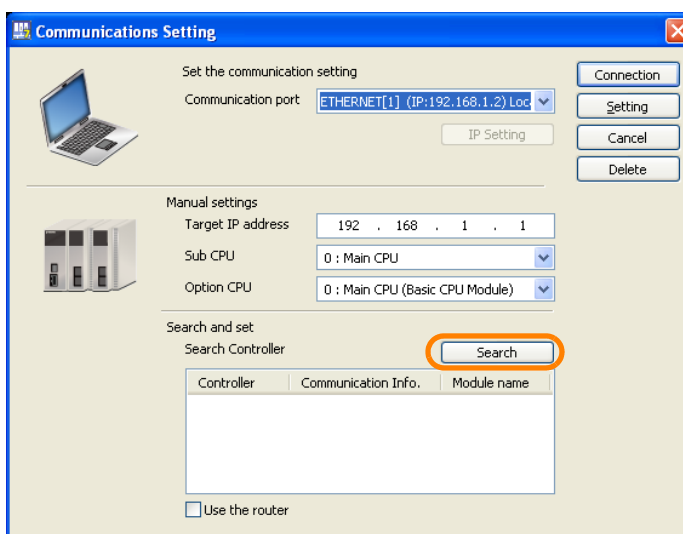 Communications Setting
Set the communication setting
Communication port ETHERNET[1] (IP:192.168.1.2) Loc
IP Setting
Connection
Setting
Cancel
Delete
Manual settings
Target IP address 192 . 168 . 1 . 1
Sub CPU 0 : Main CPU
Option CPU 0 : Main CPU (Basic CPU Module)
Search and set
Search Controller Search
Controller Communication Info. Module name
Use the router